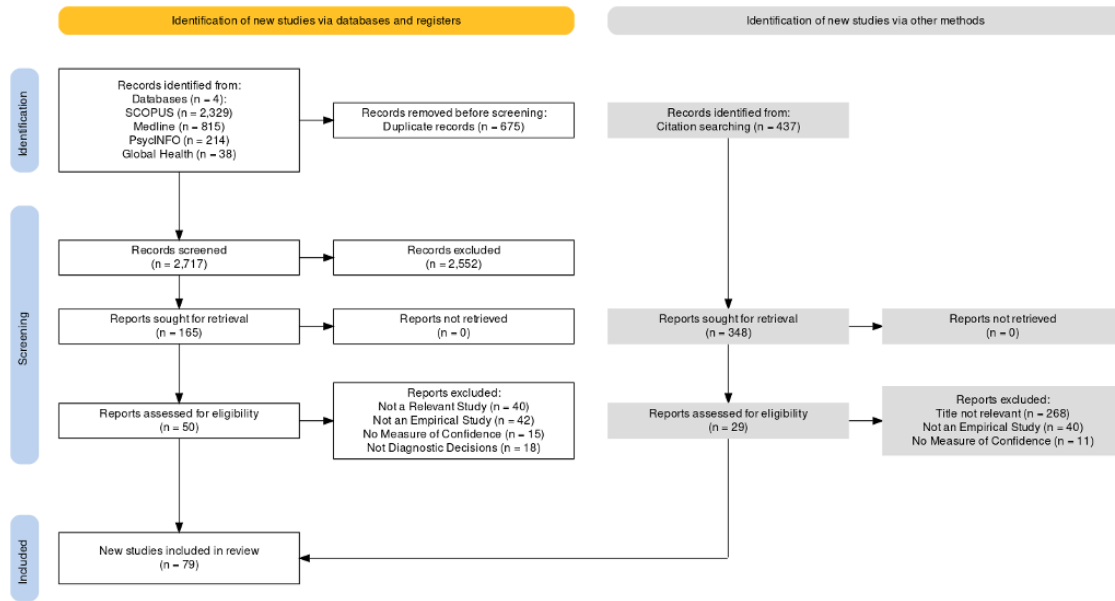 Identification of new studies via databases and registers
Identification of new studies via other methods
Identification
Records identified from:
Databases (n = 4):
SCOPUS (n = 2,329)
Medline (n = 815)
PsycINFO (n = 214)
Global Health (n = 38)
Records removed before screening:
Duplicate records (n = 675)
Records identified from:
Citation searching (n = 437)
Screening
Records screened
(n = 2,717)
Records excluded
(n = 2,552)
Reports sought for retrieval
(n = 165)
Reports not retrieved
(n = 0)
Reports sought for retrieval
(n = 348)
Reports not retrieved
(n = 0)
Reports assessed for eligibility
(n = 50)
Reports excluded:
Not a Relevant Study (n = 40)
Not an Empirical Study (n = 42)
No Measure of Confidence (n = 15)
Not Diagnostic Decisions (n = 18)
Reports assessed for eligibility
(n = 29)
Reports excluded:
Title not relevant (n = 268)
Not an Empirical Study (n = 40)
No Measure of Confidence (n = 11)
Included
New studies included in review
(n = 79)